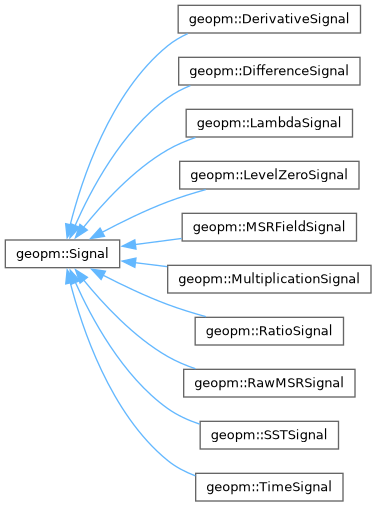 geopm::DerivativeSignal
geopm::DifferenceSignal
geopm::LambdaSignal
geopm::LevelZeroSignal
geopm::MSRFieldSignal
geopm::Signal
geopm::MultiplicationSignal
geopm::RatioSignal
geopm::RawMSRSignal
geopm::SSTSignal
geopm::TimeSignal